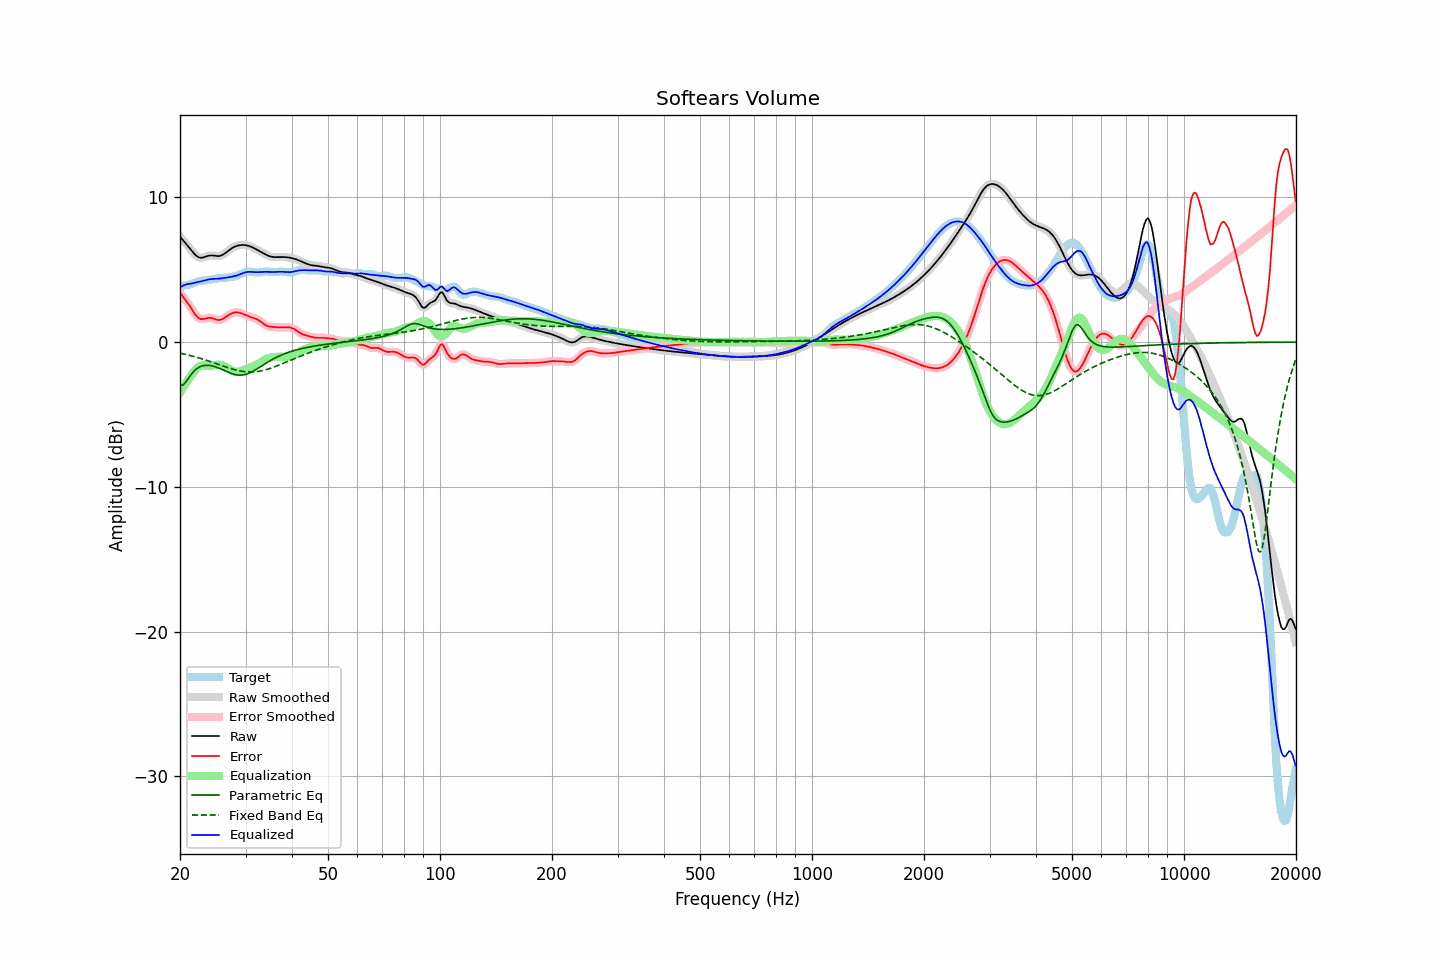 Softears Volume
10
0
−10
−20
−30
Amplitude (dBr)
Target
Raw Smoothed
Error Smoothed
Raw
Error
Equalization
Parametric Eq
Fixed Band Eq
Equalized
20 50 100 200 500 1000 2000 5000 10000 20000
Frequency (Hz)